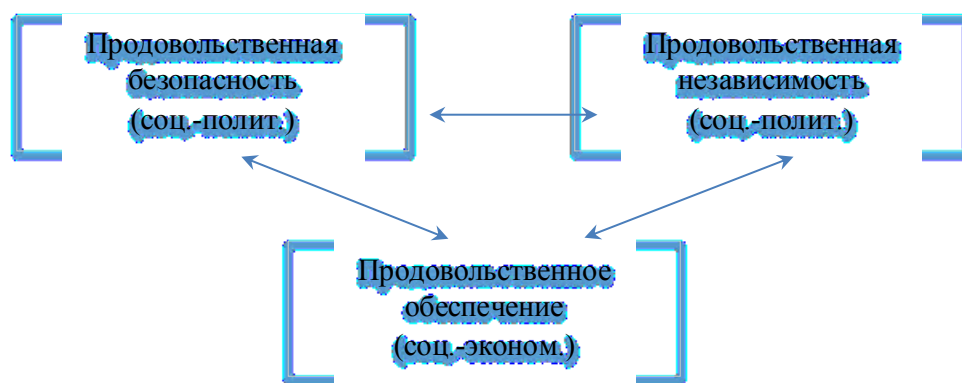 Продовольственная
безопасность
(соц.-полит.)
Продовольственная
независимость
(соц.-полит.)
Продовольственное
обеспечение
(соц.-эконом.)